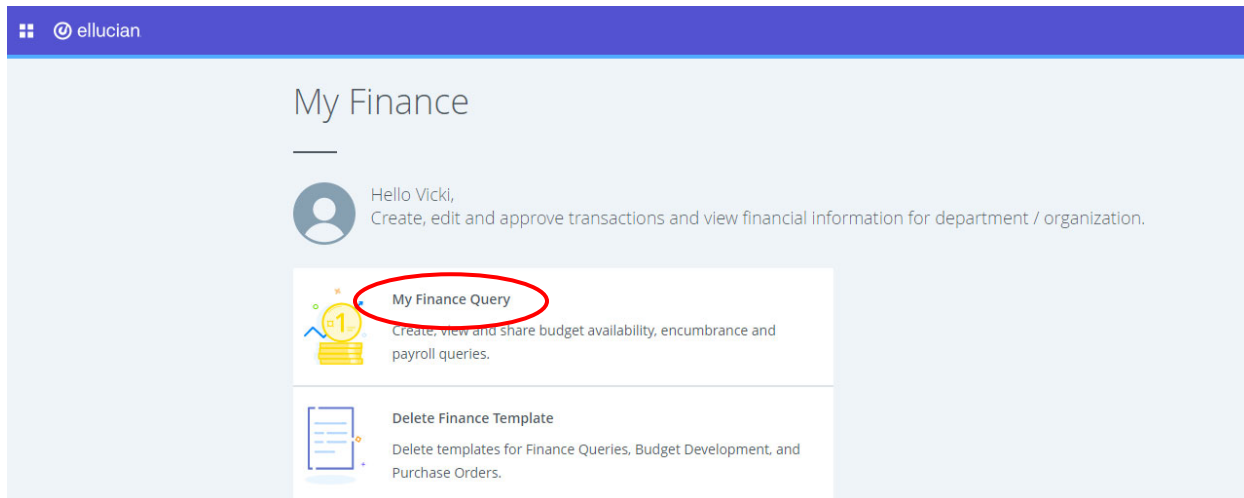 ellucian
My Finance
Hello Vicki,
Create, edit and approve transactions and view financial information for department / organization.
My Finance Query
1
Create, view and share budget availability, encumbrance and
payroll queries.
Delete Finance Template
Delete templates for Finance Queries, Budget Development, and
Purchase Orders.